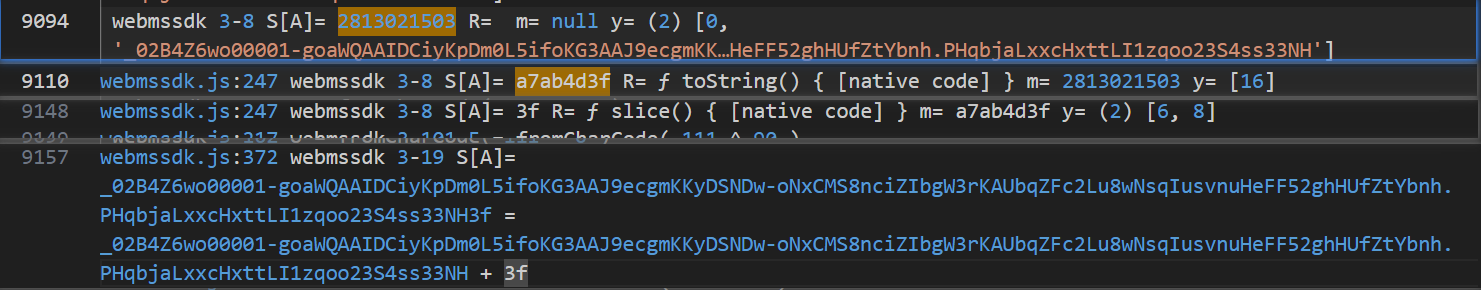 9094 webmssdk 3-8 S[A]= 2813021503 R= m= null y= (2) [0,
'_02B4Z6wo00001-goaWQAAIDCiyKpDm0L5ifoKG3AAJ9ecgmKK…HeFF52ghHUfZtYbnh.PHqbjaLxxcHxttLI1zqoo23S4ss33NH']
9110 webmssdk.js:247 webmssdk 3-8 S[A]= a7ab4d3f R= ƒ toString() { [native code] } m= 2813021503 y= [16]
9148 webmssdk.js:247 webmssdk 3-8 S[A]= 3f R= ƒ slice() { [native code] } m= a7ab4d3f y= (2) [6, 8]
9157 webmssdk.js:372 webmssdk 3-19 S[A]=
_02B4Z6wo00001-goaWQAAIDCiyKpDm0L5ifoKG3AAJ9ecgmKKyDSNDw-oNxCMS8nciZIbgW3rKAUbqZFc2Lu8wNsqIusvnuHeFF52ghHUfZtYbnh.
PHqbjaLxxcHxttLI1zqoo23S4ss33NH3f =
_02B4Z6wo00001-goaWQAAIDCiyKpDm0L5ifoKG3AAJ9ecgmKKyDSNDw-oNxCMS8nciZIbgW3rKAUbqZFc2Lu8wNsqIusvnuHeFF52ghHUfZtYbnh.
PHqbjaLxxcHxttLI1zqoo23S4ss33NH + 3f